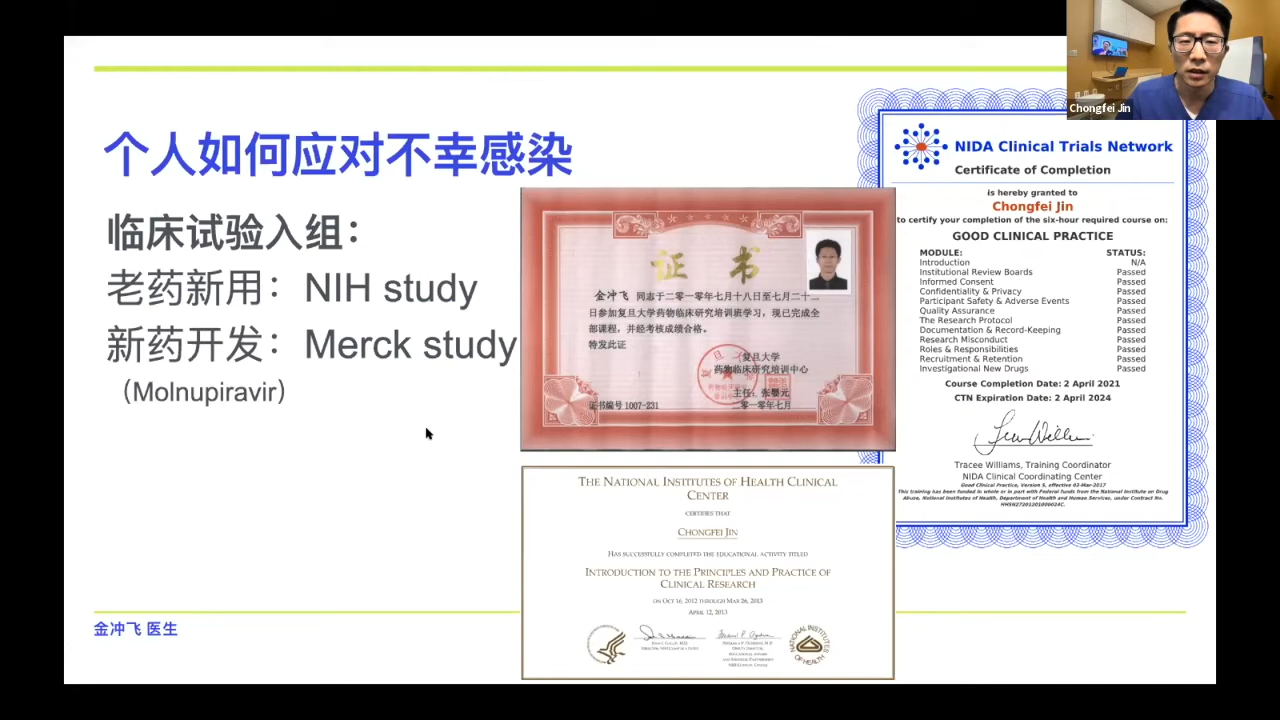 Chongfei Jin
个人如何应对不幸感染
临床试验入组：
老药新用：NIH study
新药开发：Merck study
（Molnupiravir）
证 书
金冲飞 同志于二零一零年七月十八日至七月二十二
日参加复旦大学药物临床研究培训班学习，现已完成全
部课程，并经考核成绩合格。
特发此证
复旦大学
药物临床研究培训中心
主任：张
二零一零年七月
证书编号 1007-231
NIDA Clinical Trials Network
Certificate of Completion
is hereby granted to
Chongfei Jin
to certify your completion of the six-hour required course on:
GOOD CLINICAL PRACTICE
MODULE: STATUS:
Introduction N/A
Institutional Review Boards Passed
Informed Consent Passed
Confidentiality & Privacy Passed
Participant Safety & Adverse Events Passed
Quality Assurance Passed
The Research Protocol Passed
Documentation & Record-Keeping Passed
Research Misconduct Passed
Roles & Responsibilities Passed
Recruitment & Retention Passed
Investigational New Drugs Passed
Course Completion Date: 2 April 2021
CTN Expiration Date: 2 April 2024
Tracee Williams, Training Coordinator
NIDA Clinical Coordinating Center
Good Clinical Practice, Version 5, effective 03-Mar-2017
This training has been funded in whole or in part with Federal funds from the National Institute on Drug
Abuse, National Institutes of Health, Department of Health and Human Services, under Contract No.
HHSN27201201000024C.
THE NATIONAL INSTITUTES OF HEALTH CLINICAL
CENTER
CERTIFIES THAT
CHONGFEI JIN
HAS SUCCESSFULLY COMPLETED THE EDUCATIONAL ACTIVITY TITLED
INTRODUCTION TO THE PRINCIPLES AND PRACTICE OF
CLINICAL RESEARCH
ON OCT 16, 2012 THROUGH MAR 26, 2013
APRIL 12, 2013
NATIONAL INSTITUTES
OF HEALTH
金冲飞 医生